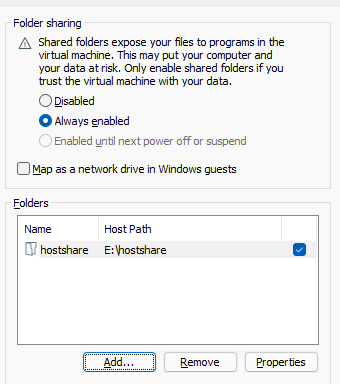 Folder sharing
Shared folders expose your files to programs in the
virtual machine. This may put your computer and
your data at risk. Only enable shared folders if you
trust the virtual machine with your data.
Disabled
Always enabled
Enabled until next power off or suspend
Map as a network drive in Windows guests
Folders
Name Host Path
hostshare E:\hostshare
Add... Remove Properties